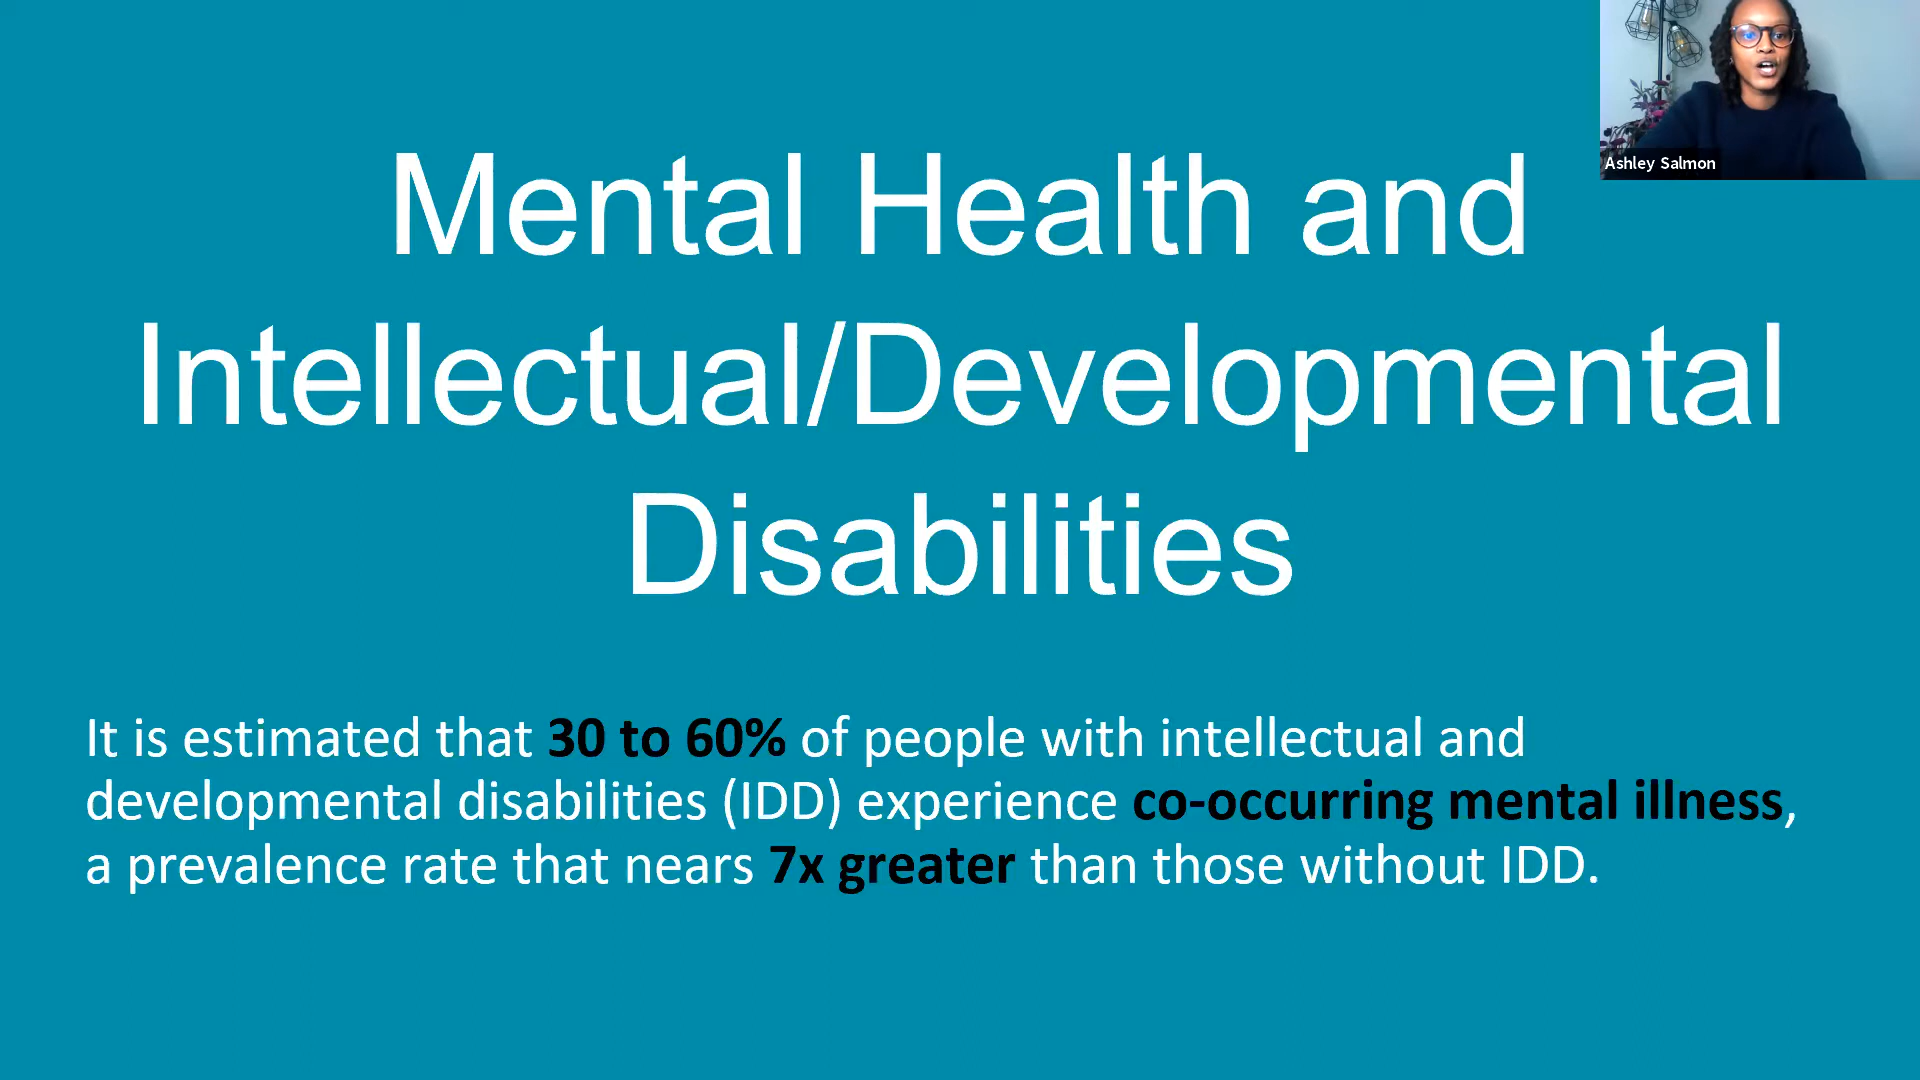 Ashley Salmon
Mental Health and
Intellectual/Developmental
Disabilities
It is estimated that 30 to 60% of people with intellectual and
developmental disabilities (IDD) experience co-occurring mental illness,
a prevalence rate that nears 7x greater than those without IDD.